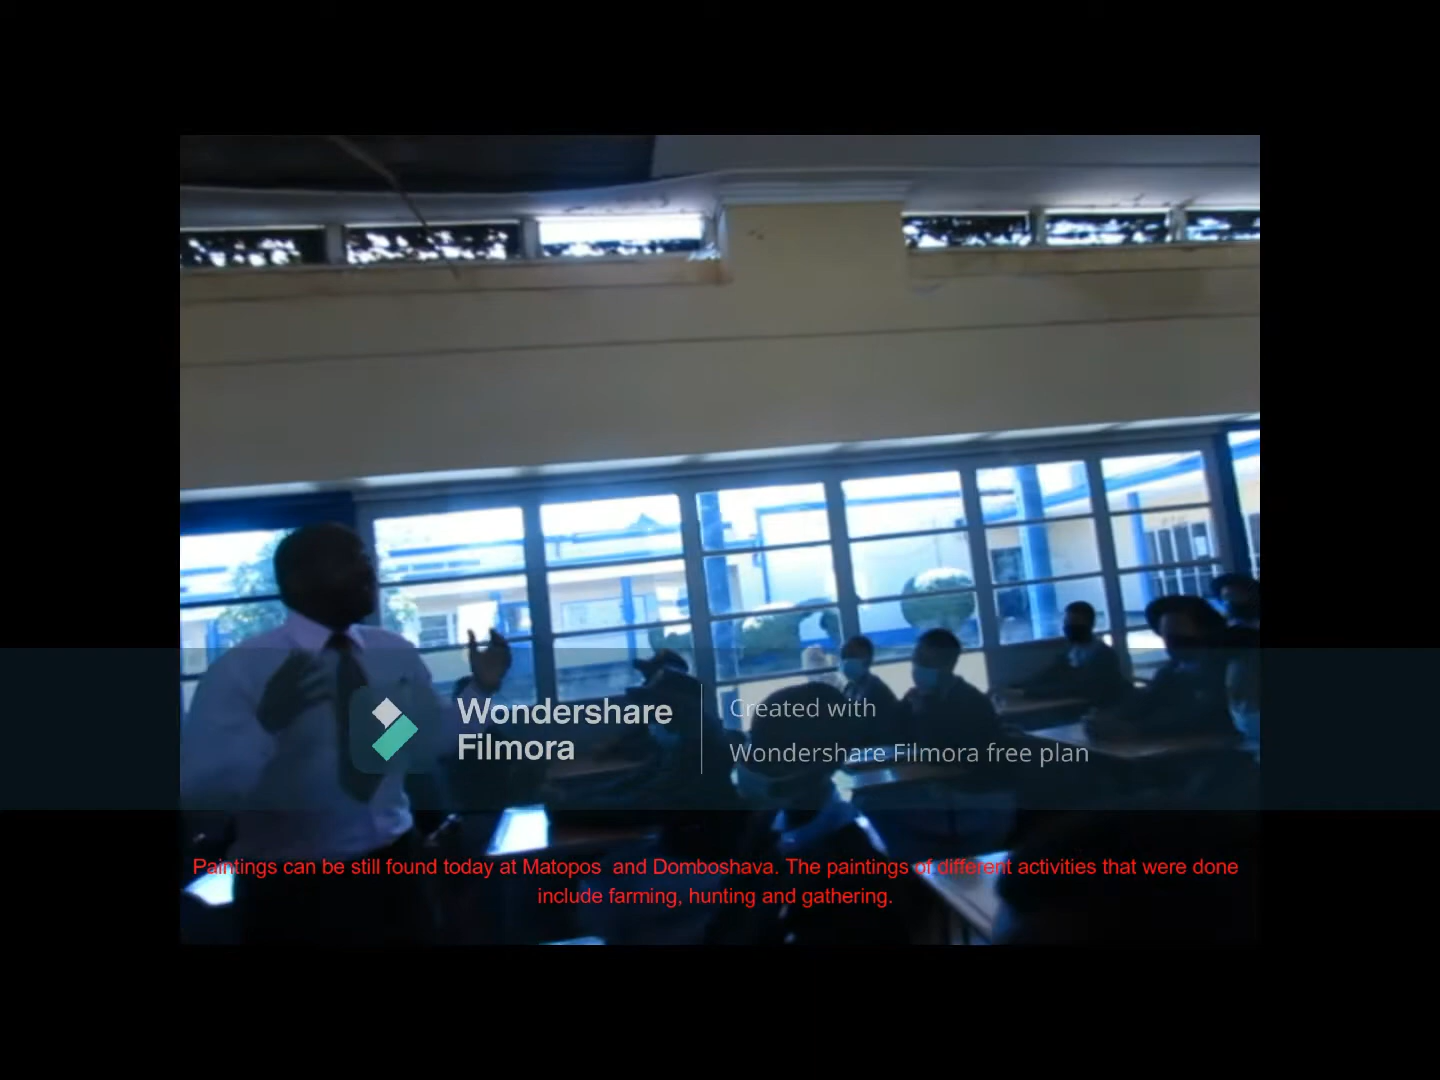 Wondershare
Filmora
Created with
Wondershare Filmora free plan
Paintings can be still found today at Matopos  and Domboshava. The paintings of different activities that were done
include farming, hunting and gathering.